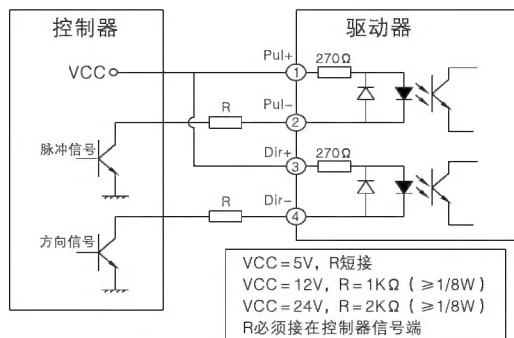 控制器
驱动器
VCC
Pul+
1
270Ω
R
Pul-
2
脉冲信号
Dir+
3
270Ω
R
Dir-
4
方向信号
VCC=5V，R短接
VCC=12V，R=1KΩ（≥1/8W）
VCC=24V，R=2KΩ（≥1/8W）
R必须接在控制器信号端